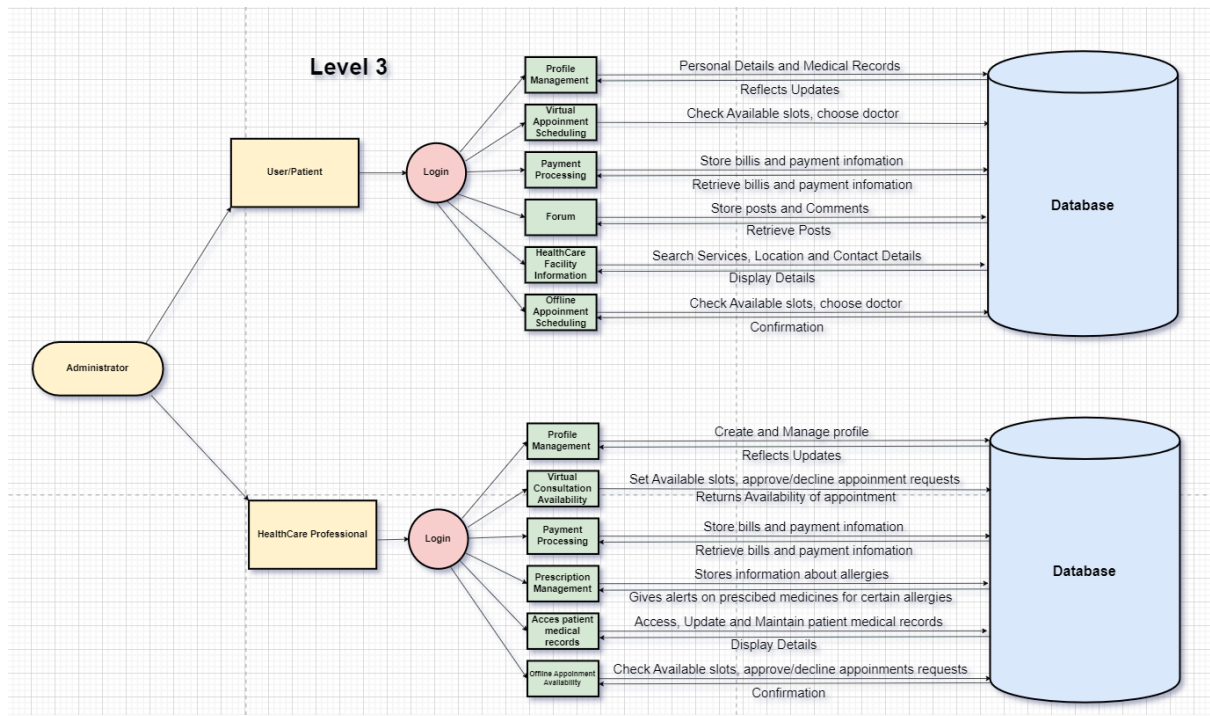 Level 3
Profile
Management
Personal Details and Medical Records
Reflects Updates
Virtual
Appoinment
Scheduling
Check Available slots, choose doctor
User/Patient
Login
Payment
Processing
Store billis and payment infomation
Retrieve billis and payment infomation
Forum
Store posts and Comments
Retrieve Posts
HealthCare
Facility
Information
Search Services, Location and Contact Details
Display Details
Offline
Appoinment
Scheduling
Check Available slots, choose doctor
Confirmation
Database
Administrator
Profile
Management
Create and Manage profile
Reflects Updates
Virtual
Consultation
Availability
Set Available slots, approve/decline appointment requests
Returns Availability of appointment
HealthCare Professional
Login
Payment
Processing
Store bills and payment infomation
Retrieve bills and payment infomation
Prescription
Management
Stores information about allergies
Gives alerts on prescibed medicines for certain allergies
Acces patient
medical
records
Access, Update and Maintain patient medical records
Display Details
Offline Appoinment
Availability
Check Available slots, approve/decline appointments requests
Confirmation
Database